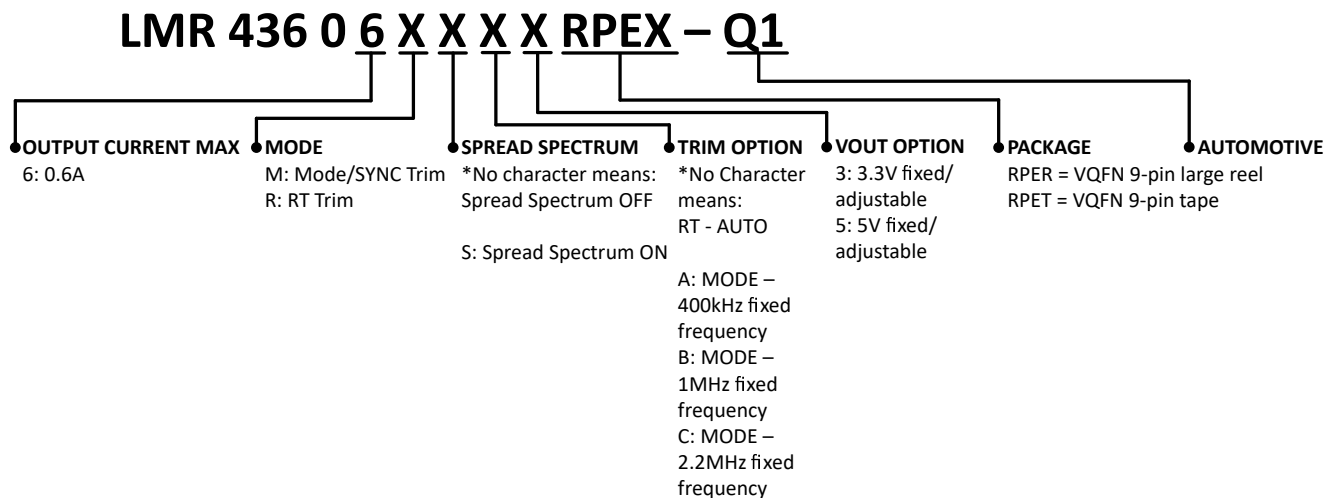 LMR 436 0 6 X X X X RPEX – Q1
OUTPUT CURRENT MAX
6: 0.6A
MODE
M: Mode/SYNC Trim
R: RT Trim
SPREAD SPECTRUM
*No character means:
Spread Spectrum OFF
S: Spread Spectrum ON
TRIM OPTION
*No Character
means:
RT - AUTO
A: MODE –
400kHz fixed
frequency
B: MODE –
1MHz fixed
frequency
C: MODE –
2.2MHz fixed
frequency
VOUT OPTION
3: 3.3V fixed/
adjustable
5: 5V fixed/
adjustable
PACKAGE
RPER = VQFN 9-pin large reel
RPET = VQFN 9-pin tape
AUTOMOTIVE